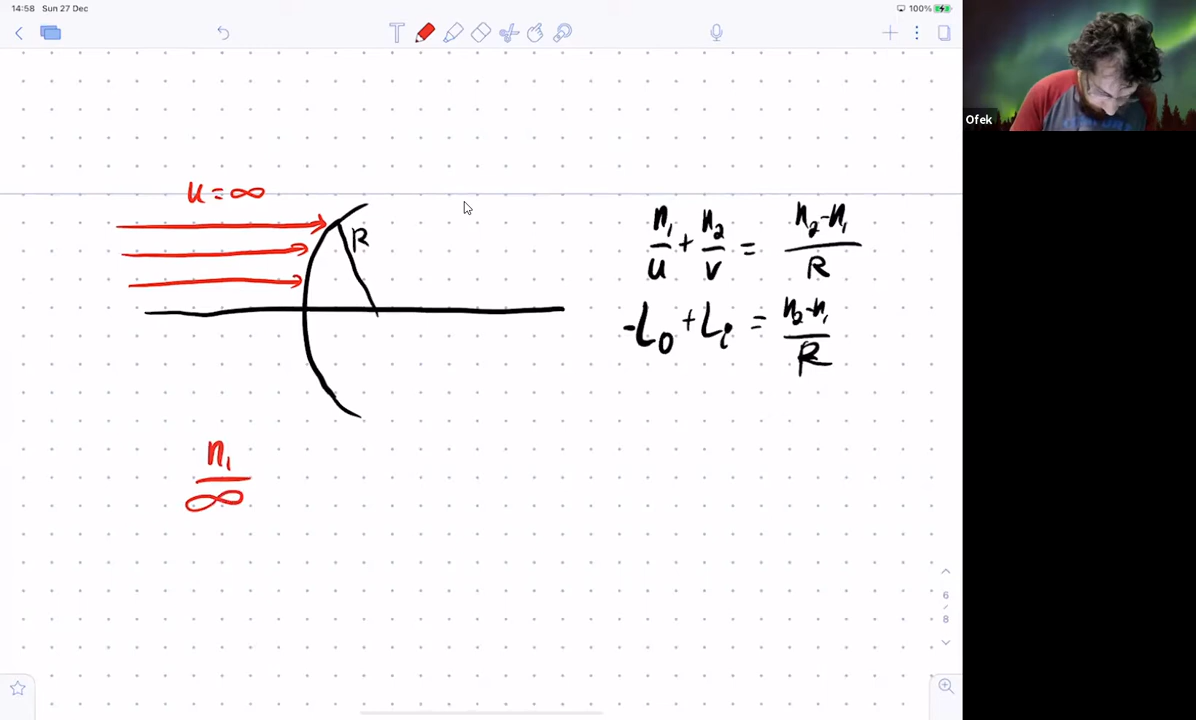 14:58 Sun 27 Dec
100%
Ofek
u = ∞
R
n₁/u + n₂/v = (n₂-n₁)/R
-L₀ + Lᵢ = (n₂-n₁)/R
n₁/∞
6
/
8